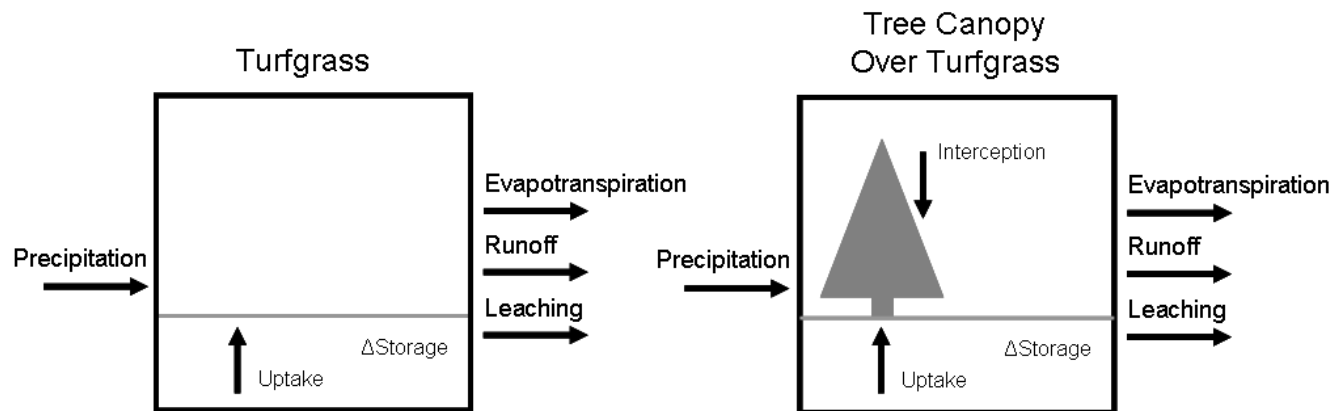 Turfgrass
Evapotranspiration
Precipitation
Runoff
Leaching
ΔStorage
Uptake
Tree Canopy
Over Turfgrass
Interception
Evapotranspiration
Precipitation
Runoff
Leaching
ΔStorage
Uptake